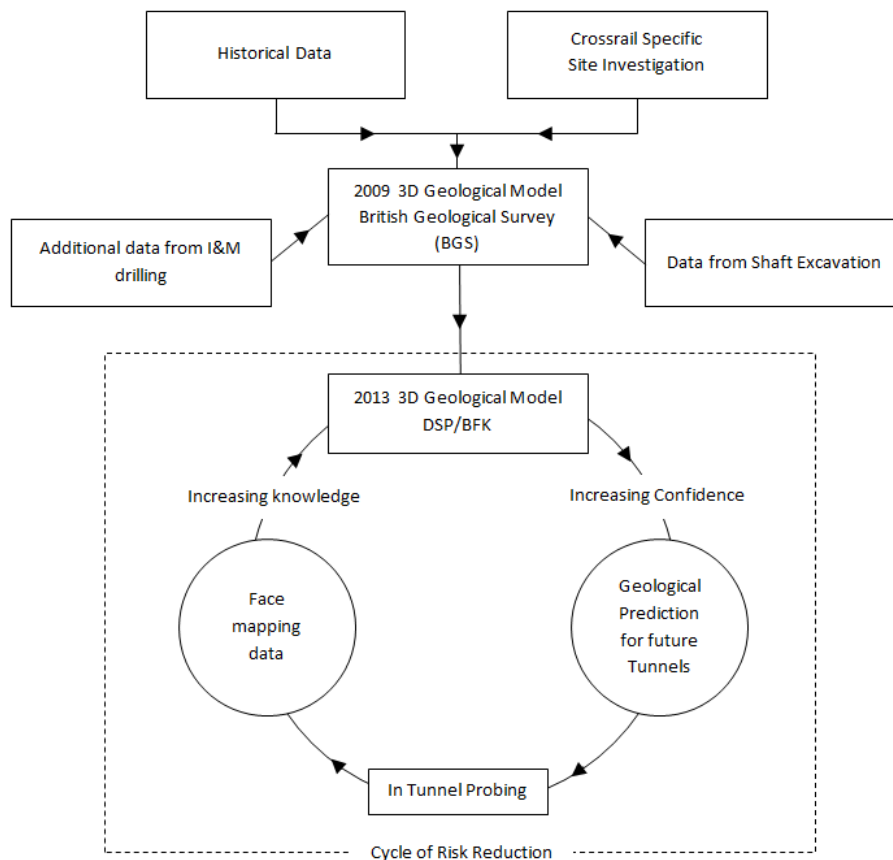 Historical Data
Crossrail Specific
Site Investigation
2009 3D Geological Model
British Geological Survey
(BGS)
Additional data from I&M
drilling
Data from Shaft Excavation
2013 3D Geological Model
DSP/BFK
Increasing knowledge
Increasing Confidence
Face
mapping
data
Geological
Prediction
for future
Tunnels
In Tunnel Probing
Cycle of Risk Reduction